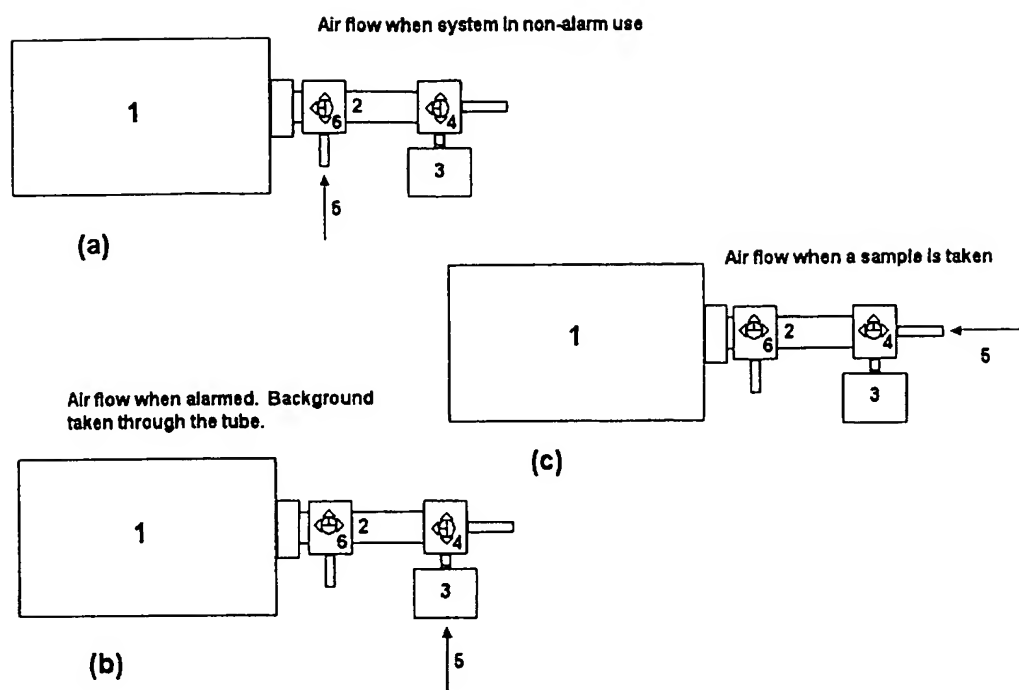 Air flow when system in non-alarm use
1
2
6
4
3
5
(a)
Air flow when a sample is taken
1
2
6
4
5
3
(c)
Air flow when alarmed. Background
taken through the tube.
1
2
6
4
3
5
(b)